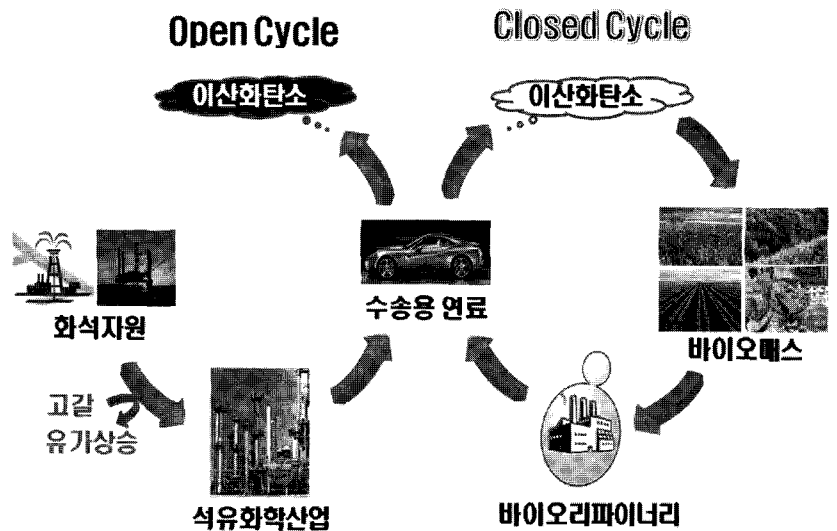 Open Cycle
Closed Cycle
이산화탄소
이산화탄소
화석자원
수송용 연료
바이오매스
고갈
유가상승
석유화학산업
바이오리파이너리